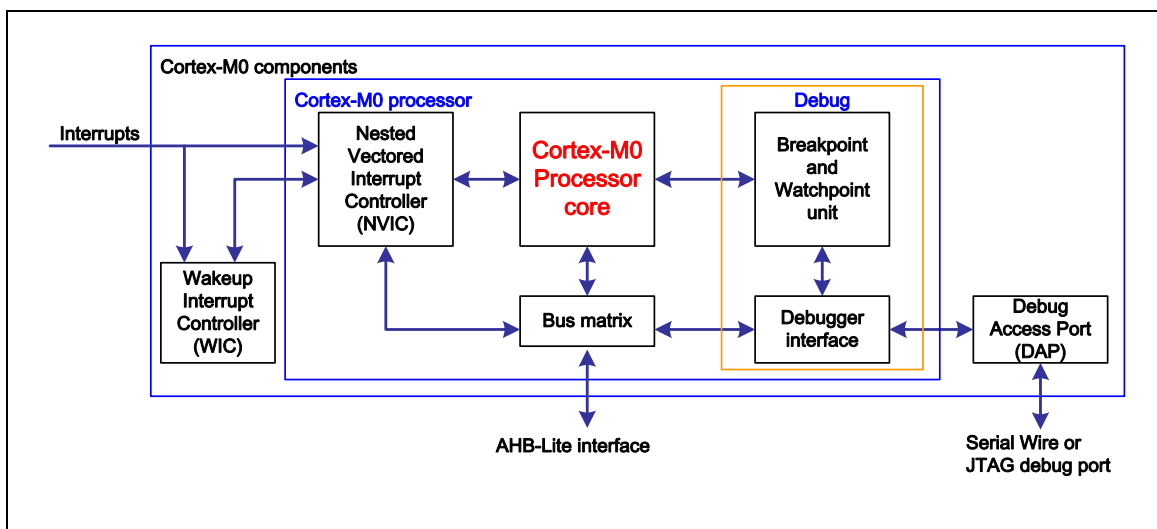 Cortex-M0 components
Cortex-M0 processor
Debug
Interrupts
Nested
Vectored
Interrupt
Controller
(NVIC)
Cortex-M0
Processor
core
Breakpoint
and
Watchpoint
unit
Wakeup
Interrupt
Controller
(WIC)
Bus matrix
Debugger
interface
Debug
Access Port
(DAP)
AHB-Lite interface
Serial Wire or
JTAG debug port